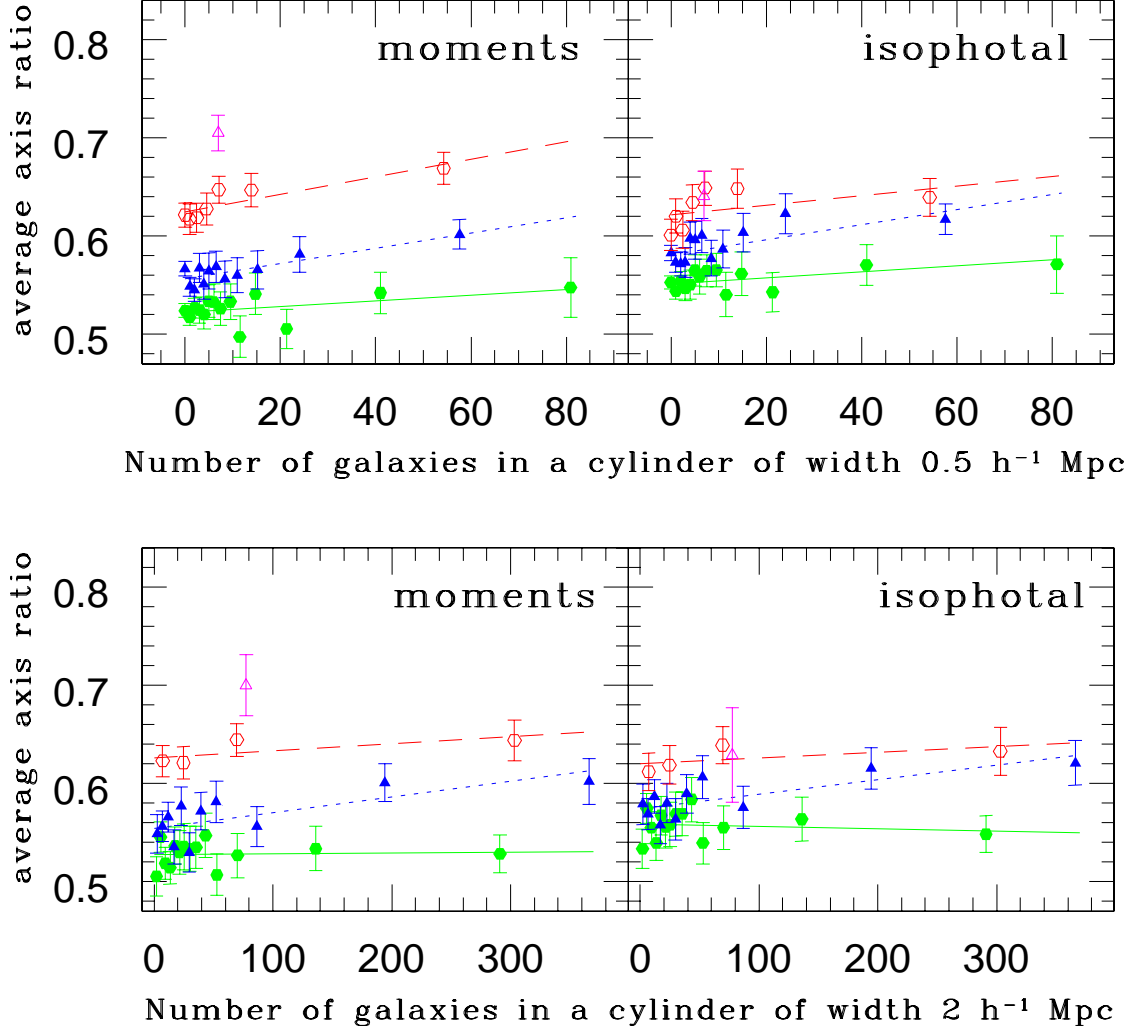 average axis ratio
moments
isophotal
0.8
0.7
0.6
0.5
0 20 40 60 80 0 20 40 60 80
Number of galaxies in a cylinder of width 0.5 h⁻¹ Mpc
average axis ratio
moments
isophotal
0.8
0.7
0.6
0.5
0 100 200 300 0 100 200 300
Number of galaxies in a cylinder of width 2 h⁻¹ Mpc